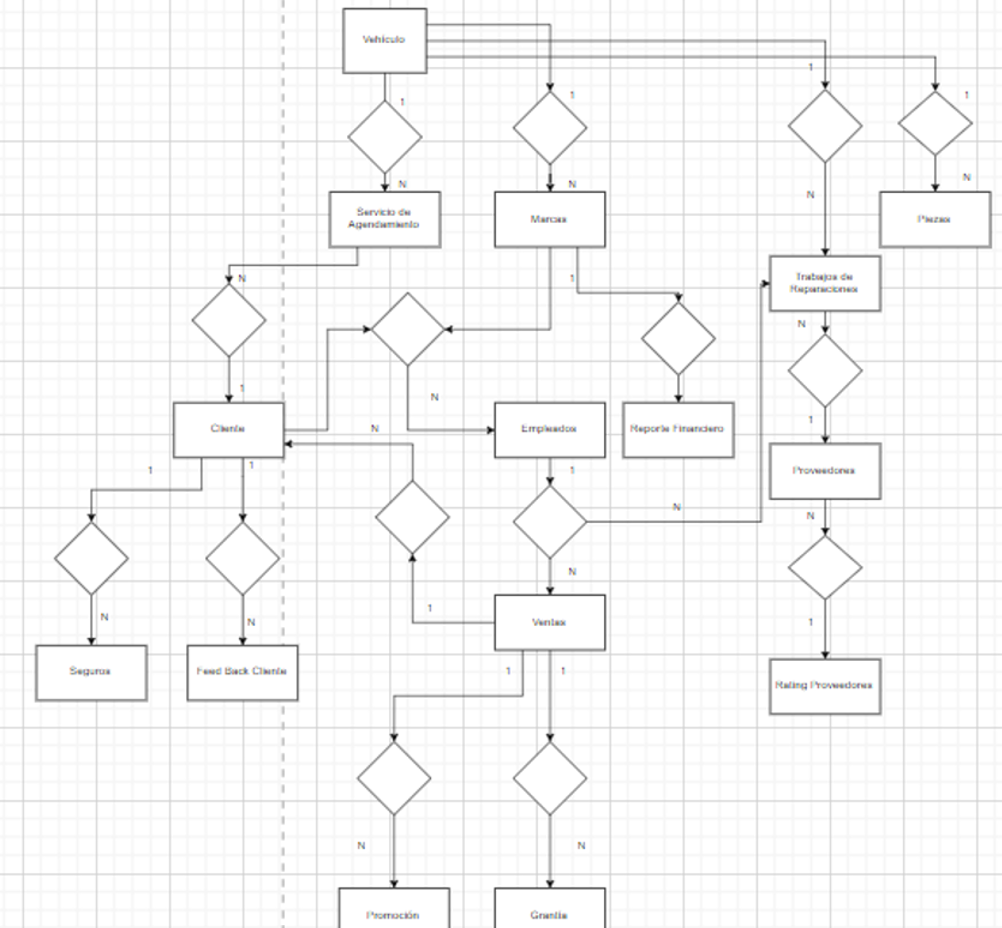 Vehiculo
1
1
1
1
N
N
N
N
Servicio de
Agendamiento
Marcas
Piezas
N
1
Trabajos de
Reparaciones
N
1
N
Cliente
N
Empleados
Reporte Financiero
1
1
1
1
Proveedores
N
N
N
1
N
N
Ventas
1
Seguros
Feed Back Cliente
1
1
Rating Proveedores
N
N
Promoción
Grantia